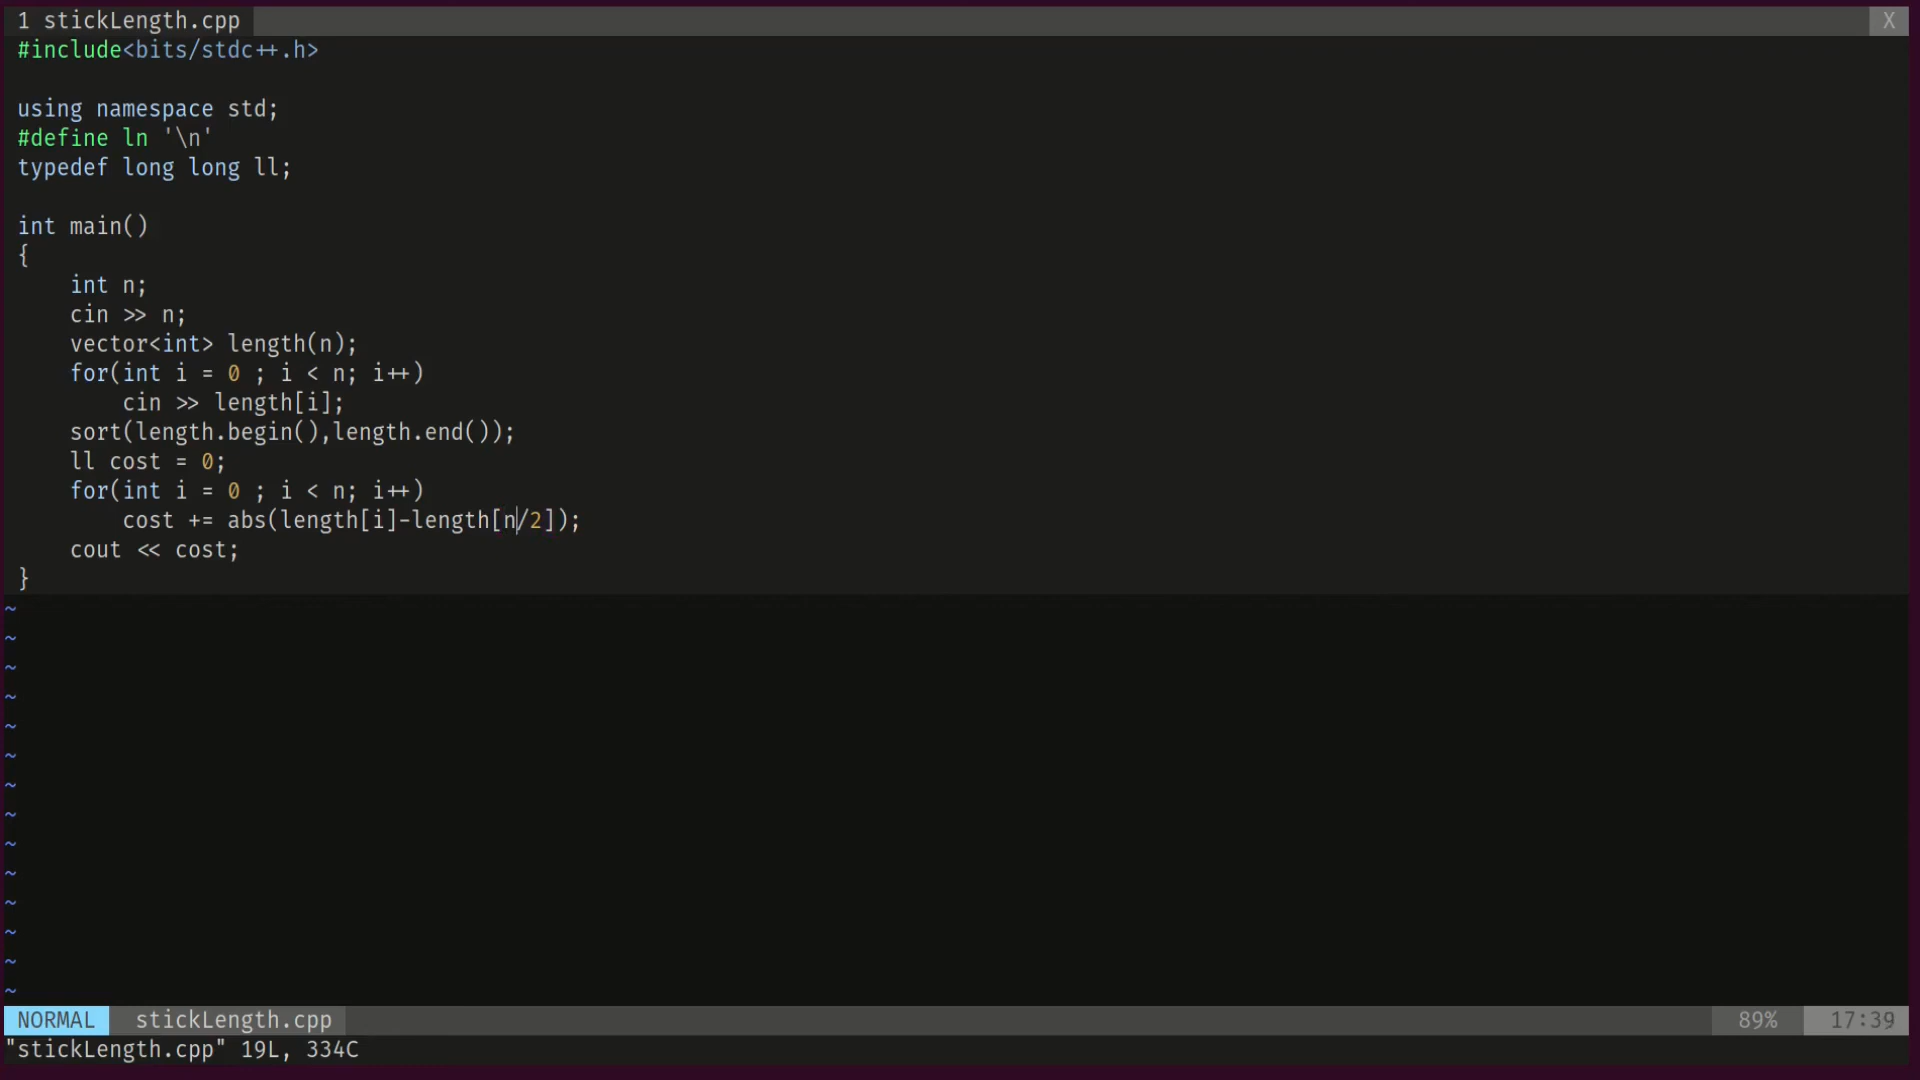 1 stickLength.cpp X
#include<bits/stdc++.h>
using namespace std;
#define ln '\n'
typedef long long ll;
int main()
{
    int n;
    cin >> n;
    vector<int> length(n);
    for(int i = 0 ; i < n; i++)
        cin >> length[i];
    sort(length.begin(),length.end());
    ll cost = 0;
    for(int i = 0 ; i < n; i++)
        cost += abs(length[i]-length[n/2]);
    cout << cost;
}
~
~
~
~
~
~
~
~
~
~
~
~
~
~
NORMAL stickLength.cpp 89% 17:39
"stickLength.cpp" 19L, 334C